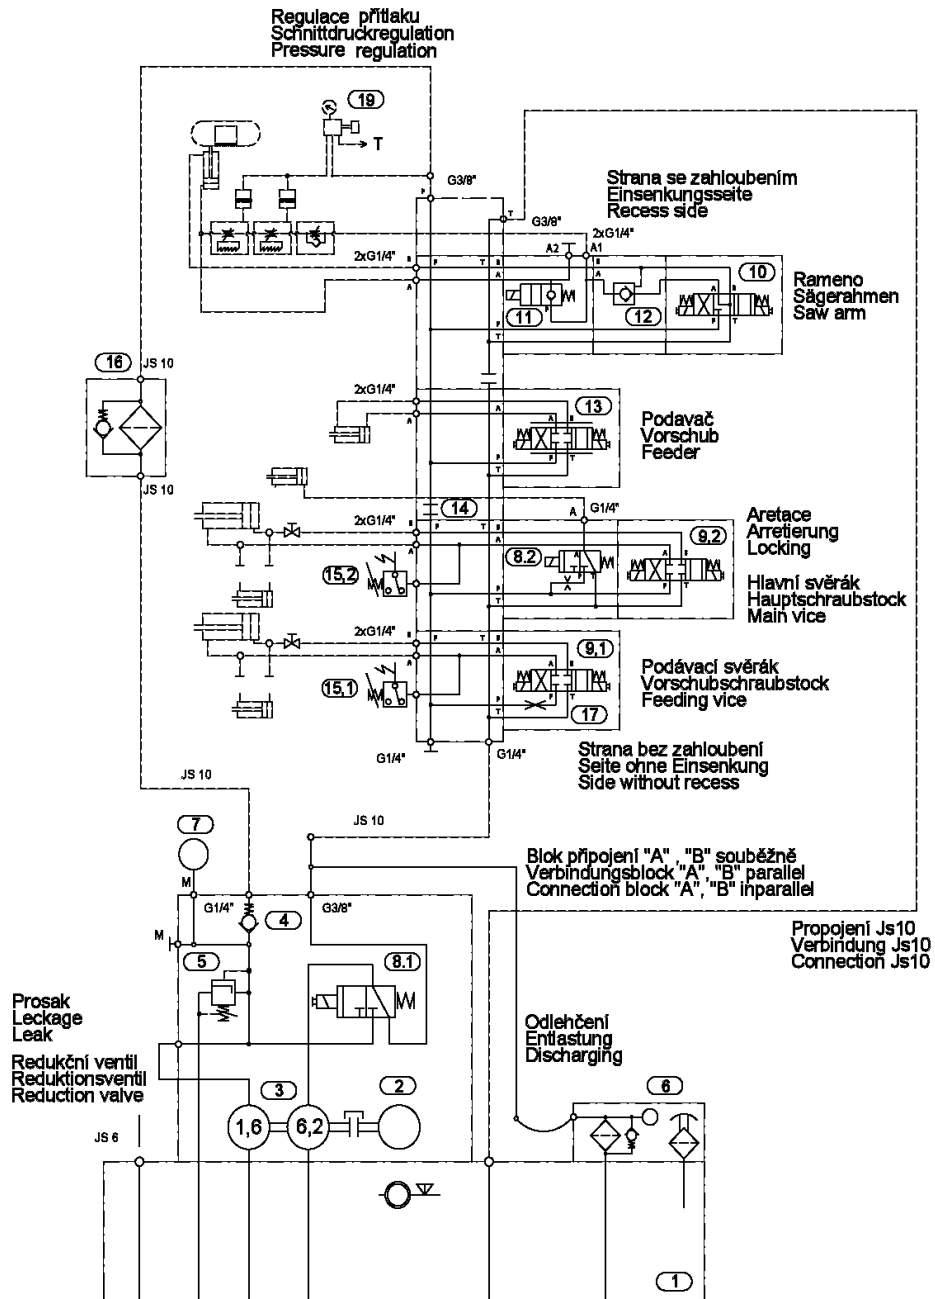 Regulace přítlaku
Schnittdruckregulation
Pressure regulation
19
T
G3/8"
P
T
G3/8"
Strana se zahloubením
Einsenkungsseite
Recess side
2xG1/4"
A2
A1
2xG1/4"
B
P
T
B
B
A
A
A
10
A
B
P
T
11
P
12
P
T
Rameno
Sägerahmen
Saw arm
16
JS 10
JS 10
2xG1/4"
B
A
B
A
13
A
B
P
T
P
T
Podavač
Vorschub
Feeder
14
A
G1/4"
2xG1/4"
B
P
T
B
A
A
8.2
A
P
T
9,2
A
B
P
T
P
T
Aretace
Arretierung
Locking
15,2
Hlavní svěrák
Hauptschraubstock
Main vice
2xG1/4"
B
P
T
B
A
A
9,1
A
B
P
T
15,1
P
T
17
Podávací svěrák
Vorschubschraubstock
Feeding vice
G1/4"
G1/4"
Strana bez zahloubení
Seite ohne Einsenkung
Side without recess
JS 10
JS 10
7
M
G1/4"
G3/8"
Blok připojení "A" , "B" souběžně
Verbindungsblock "A", "B" parallel
Connection block "A", "B" inparallel
4
M
5
8.1
Propojení Js10
Verbindung Js10
Connection Js10
Prosak
Leckage
Leak
Odlehčení
Entlastung
Discharging
Redukční ventil
Reduktionsventil
Reduction valve
3
2
6
1,6
6,2
JS 6
1